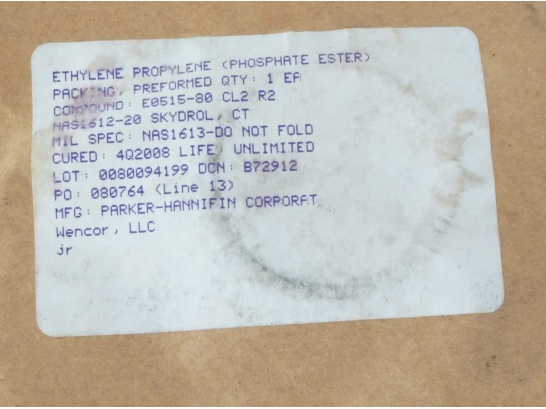 ETHYLENE PROPYLENE (PHOSPHATE ESTER)
PACKING, PREFORMED QTY: 1 EA
COMPOUND: E0515-80 CL2 R2
NAS1612-20 SKYDROL, CT
MIL SPEC: NAS1613-DO NOT FOLD
CURED: 4Q2008 LIFE: UNLIMITED
LOT: 0080094199 DCN: B72912
PO: 080764 (Line 13)
MFG: PARKER-HANNIFIN CORPORAT
Wencor, LLC
jr